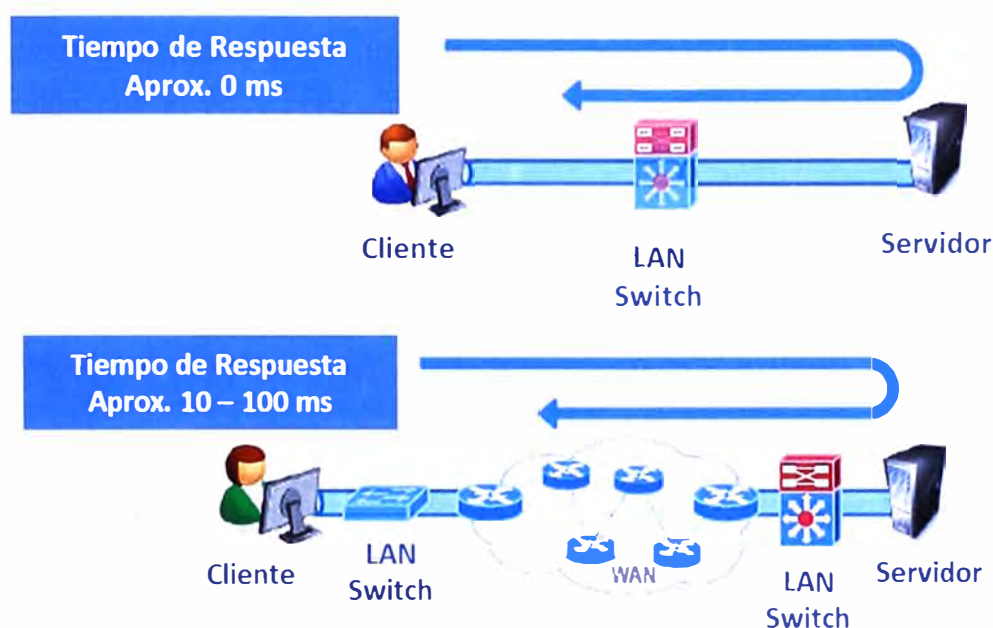 Tiempo de Respuesta
Aprox. 0 ms
Cliente
LAN
Switch
Servidor
Tiempo de Respuesta
Aprox. 10 – 100 ms
Cliente
LAN
Switch
WAN
LAN
Switch
Servidor